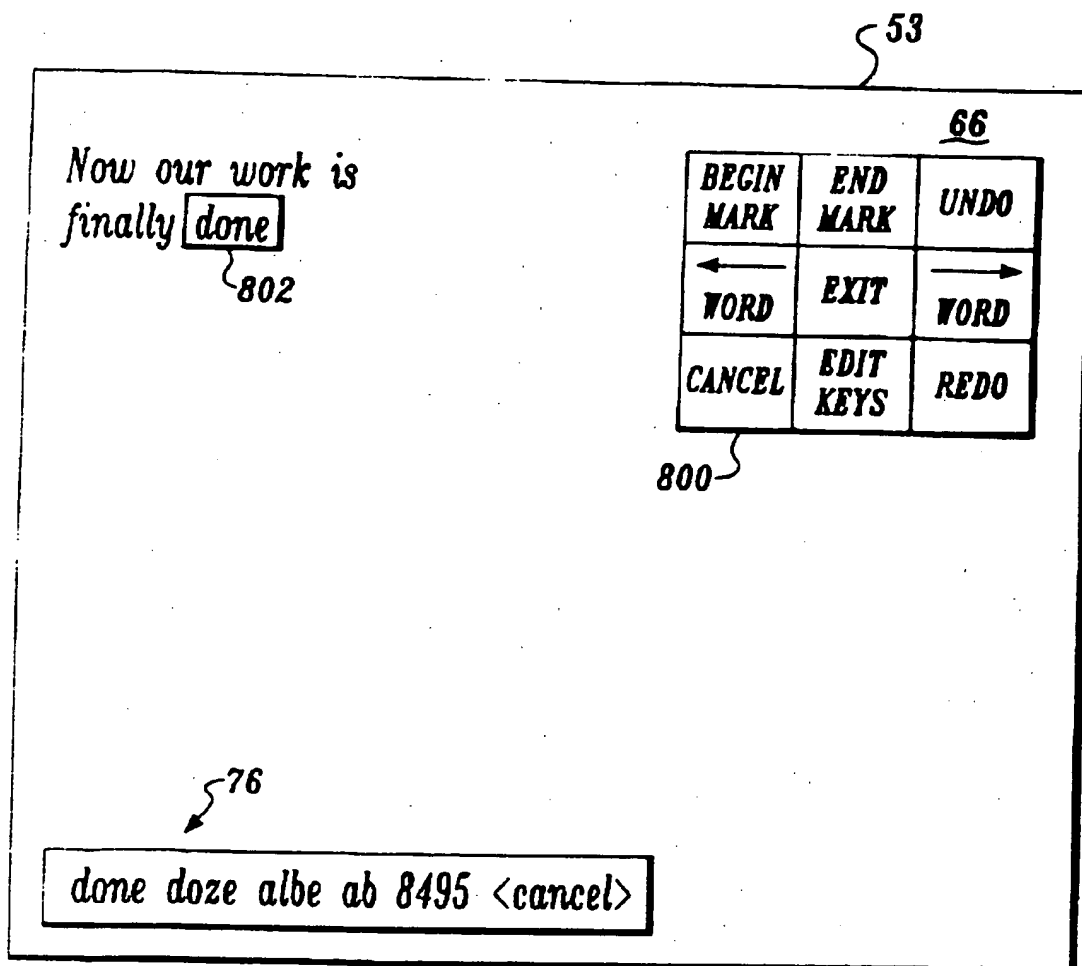 53
Now our work is
finally done
802
66
BEGIN MARK
END MARK
UNDO
WORD
EXIT
WORD
CANCEL
EDIT KEYS
REDO
800
76
done doze albe ab 8495 <cancel>